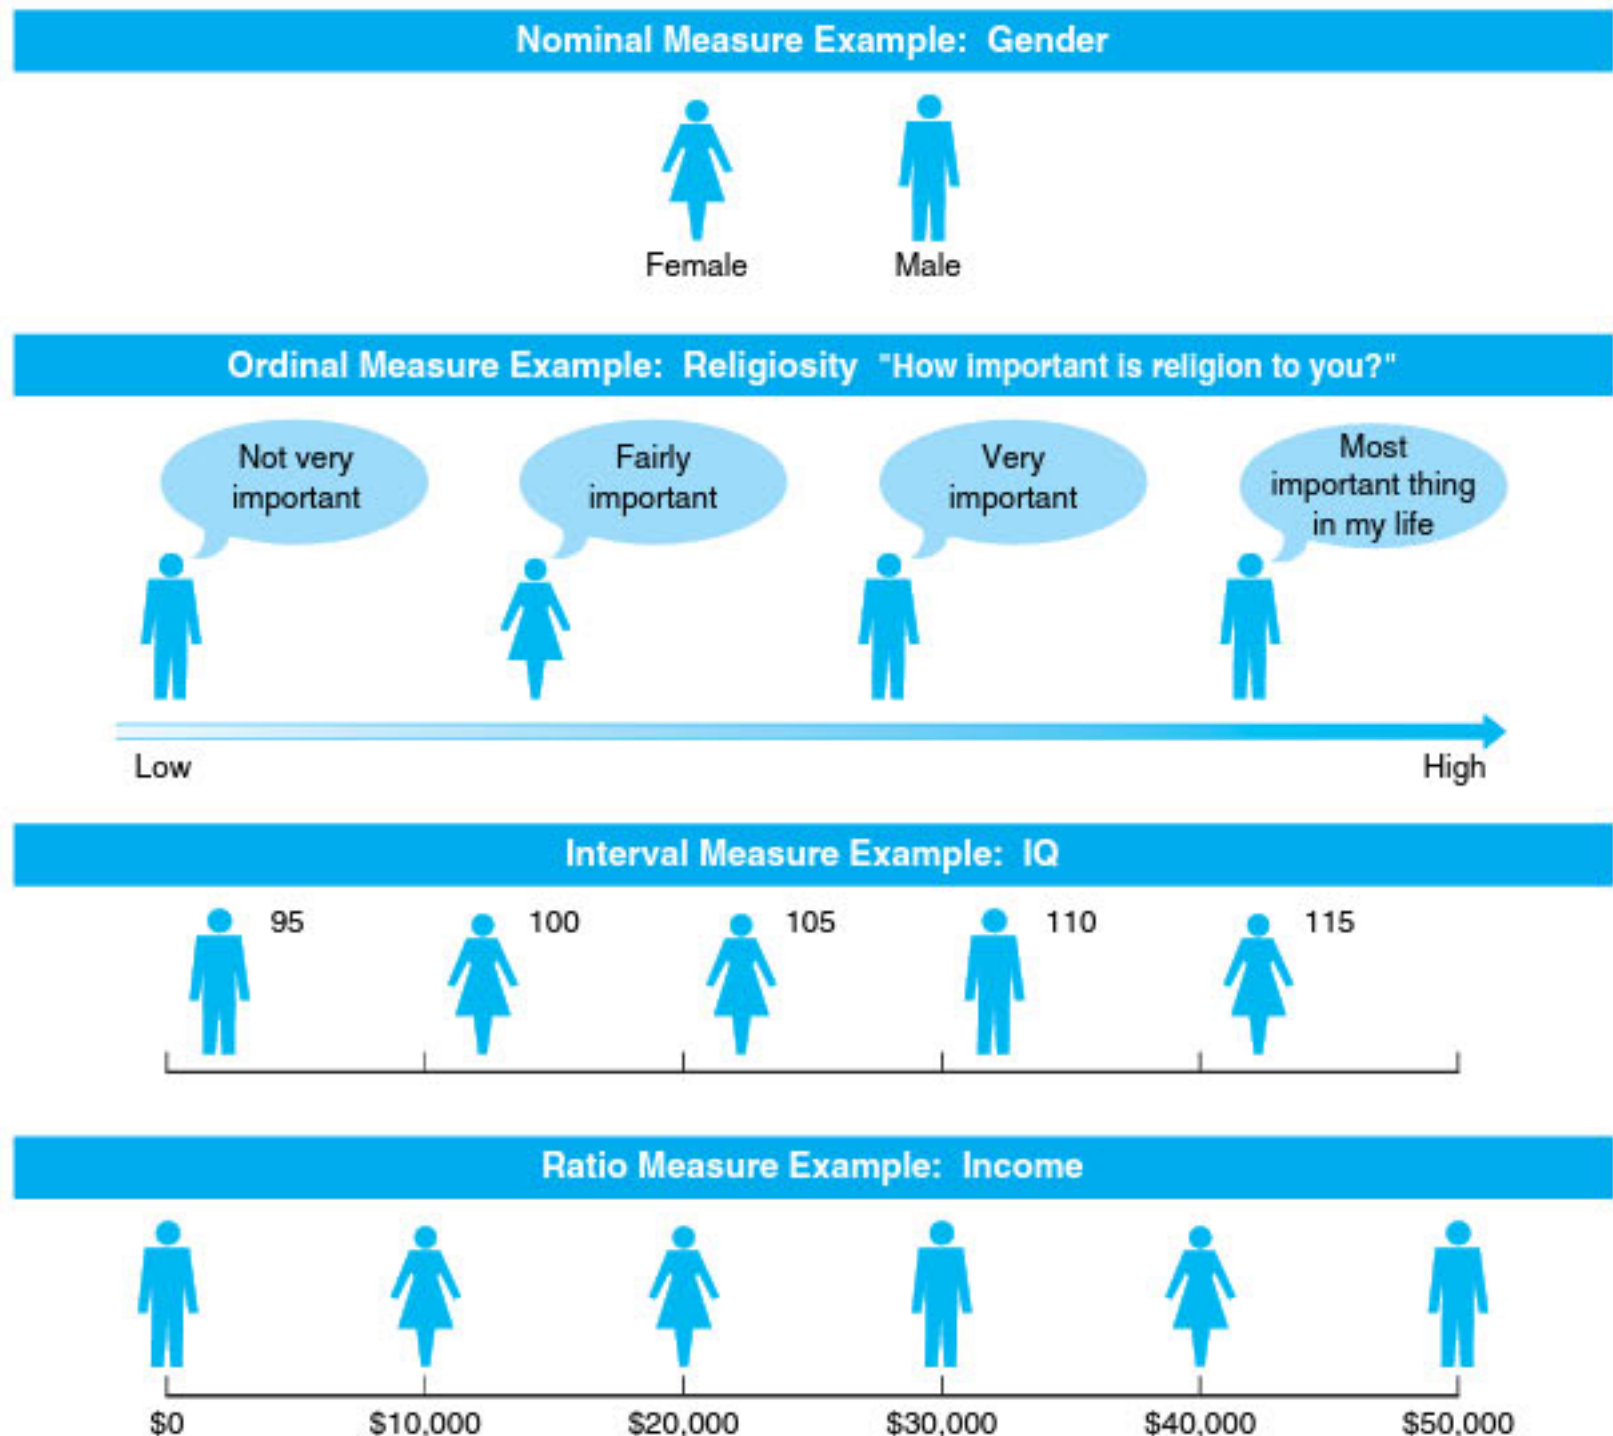 Nominal Measure Example: Gender
Female
Male
Ordinal Measure Example: Religiosity "How important is religion to you?"
Not very
important
Fairly
important
Very
important
Most
important thing
in my life
Low
High
Interval Measure Example: IQ
95
100
105
110
115
Ratio Measure Example: Income
$0
$10,000
$20,000
$30,000
$40,000
$50,000